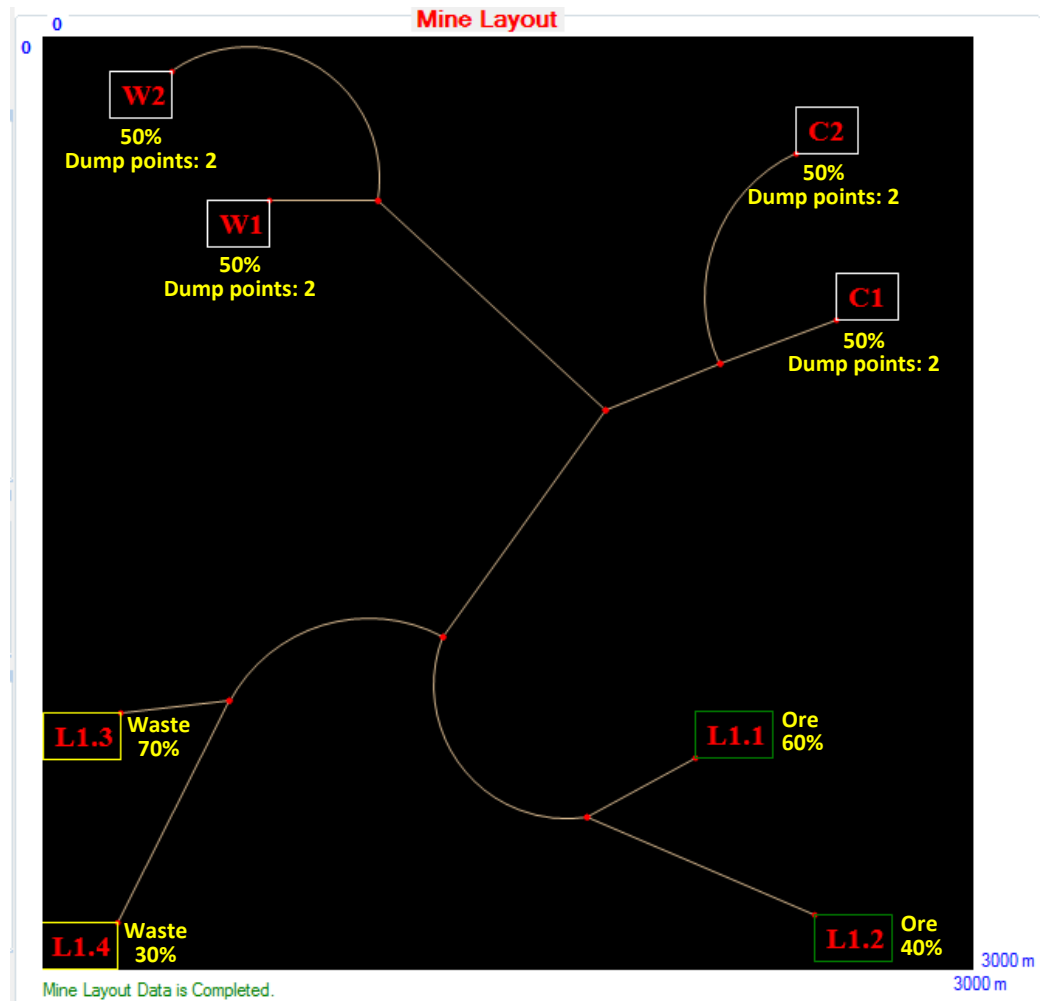 Mine Layout
0
0
W2
50%
Dump points: 2
C2
50%
Dump points: 2
W1
50%
Dump points: 2
C1
50%
Dump points: 2
L1.3
Waste
70%
L1.1
Ore
60%
L1.4
Waste
30%
L1.2
Ore
40%
3000 m
3000 m
Mine Layout Data is Completed.